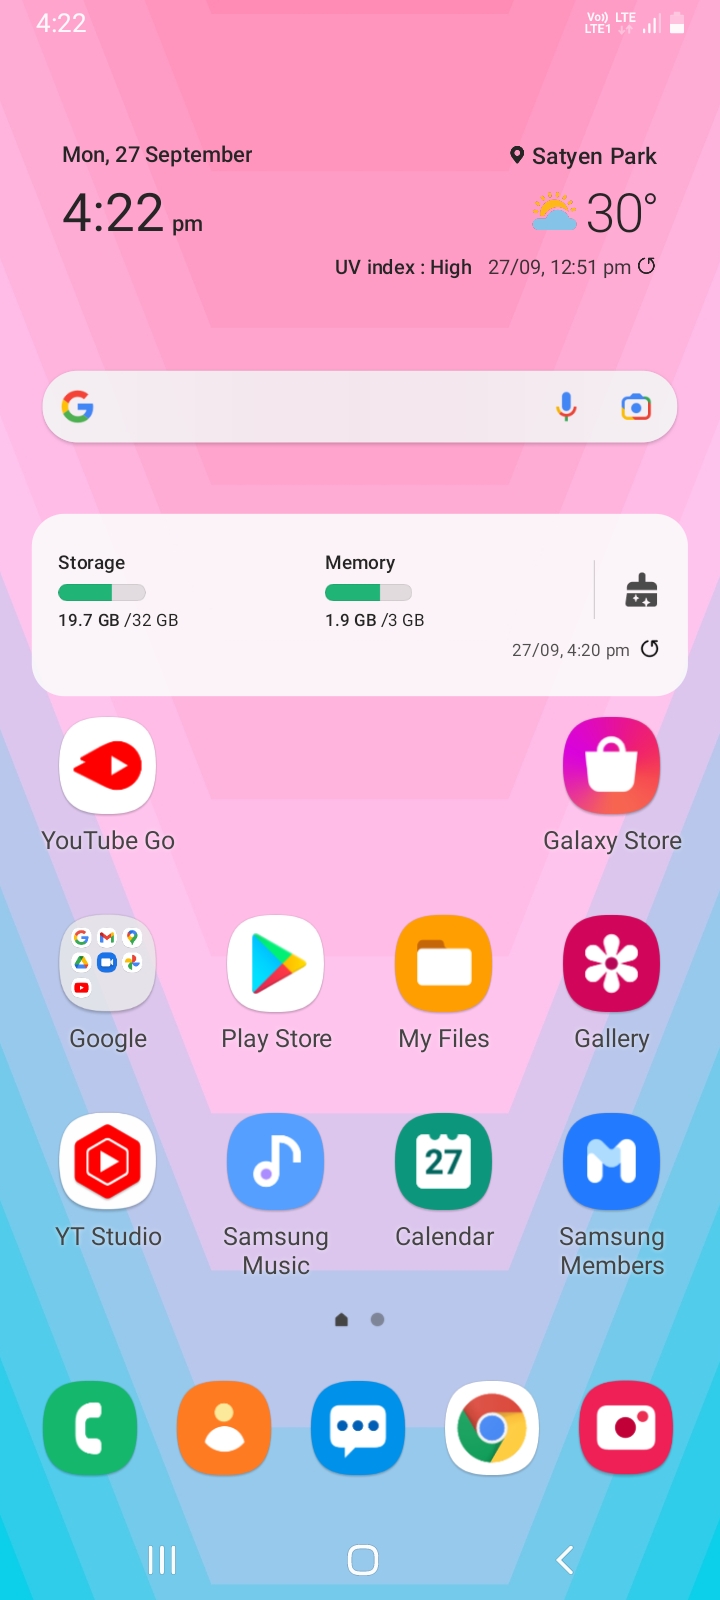 4:22
Vo)) LTE
LTE1
Mon, 27 September
Satyen Park
4:22 pm
30°
UV index : High 27/09, 12:51 pm
Storage
Memory
19.7 GB /32 GB
1.9 GB /3 GB
27/09, 4:20 pm
YouTube Go
Galaxy Store
Google
Play Store
My Files
Gallery
27
YT Studio
Samsung
Music
Calendar
Samsung
Members